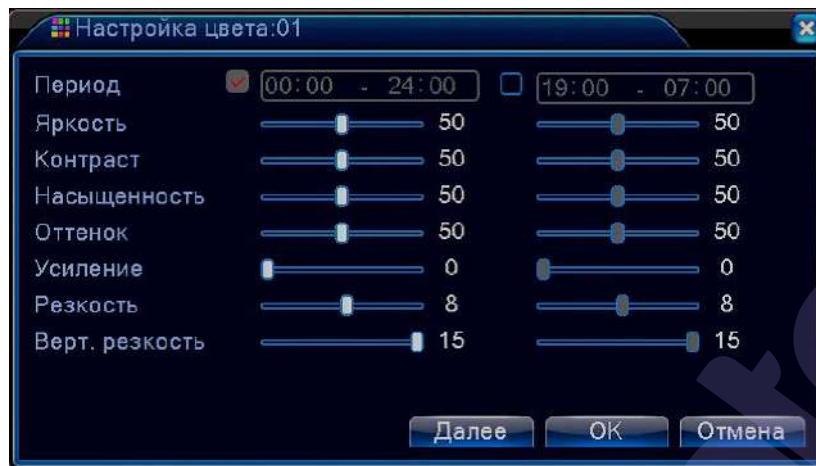 Настройка цвета:01
Период 00:00 - 24:00 19:00 - 07:00
Яркость 50 50
Контраст 50 50
Насыщенность 50 50
Оттенок 50 50
Усиление 0 0
Резкость 8 8
Верт. резкость 15 15
Далее OK Отмена